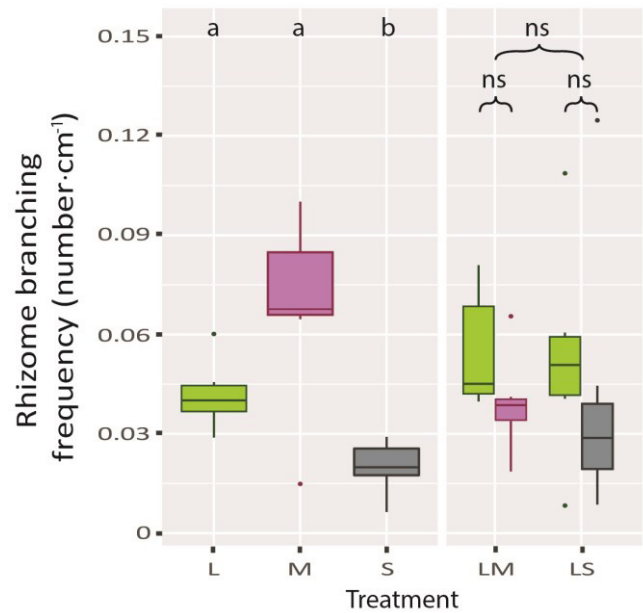 Rhizome branching
frequency (number·cm⁻¹)
0.15
0.12
0.09
0.06
0.03
0
a a b
ns
ns ns
L M S LM LS
Treatment